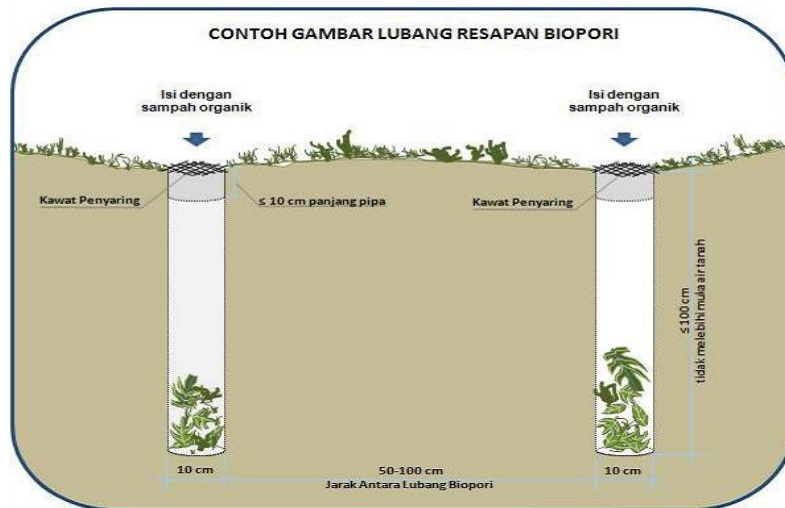 CONTOH GAMBAR LUBANG RESAPAN BIOPORI
Isi dengan
sampah organik
Isi dengan
sampah organik
Kawat Penyaring
≤ 10 cm panjang pipa
Kawat Penyaring
≤100 cm
tidak melebihi muka air tanah
10 cm
50-100 cm
10 cm
Jarak Antara Lubang Biopori